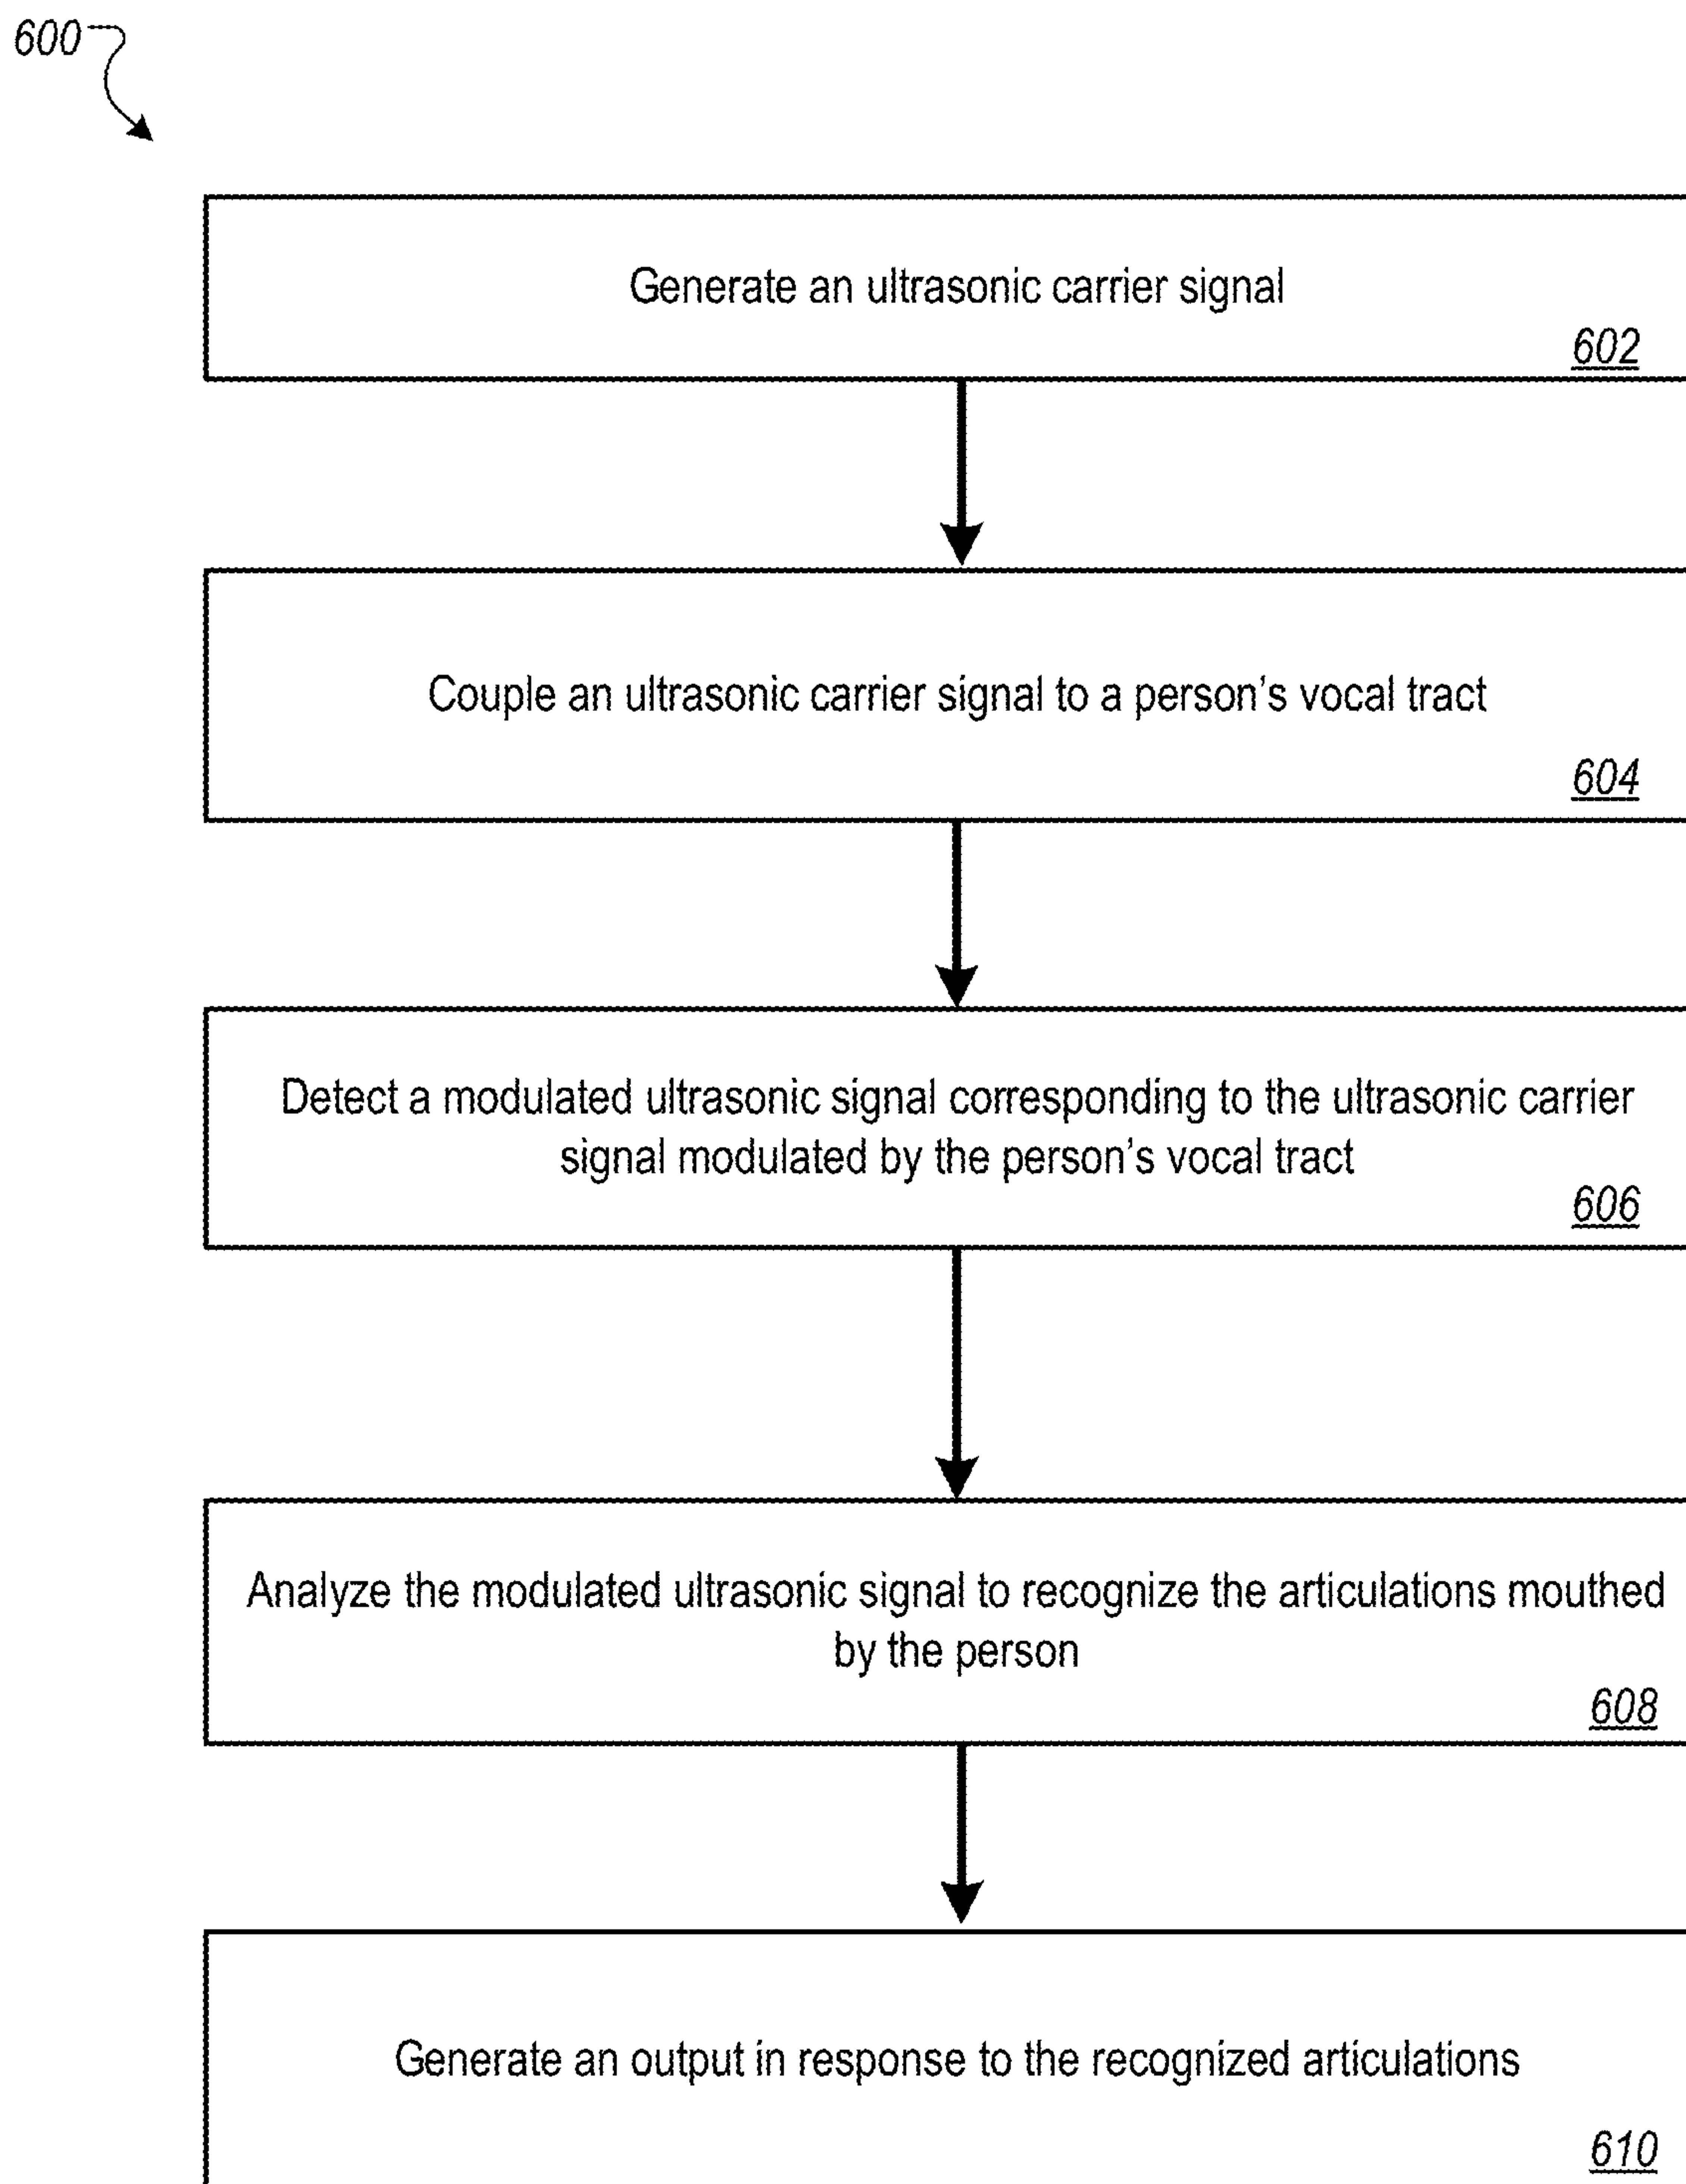 600
Generate an ultrasonic carrier signal
602
Couple an ultrasonic carrier signal to a person's vocal tract
604
Detect a modulated ultrasonic signal corresponding to the ultrasonic carrier
signal modulated by the person's vocal tract
606
Analyze the modulated ultrasonic signal to recognize the articulations mouthed
by the person
608
Generate an output in response to the recognized articulations
610